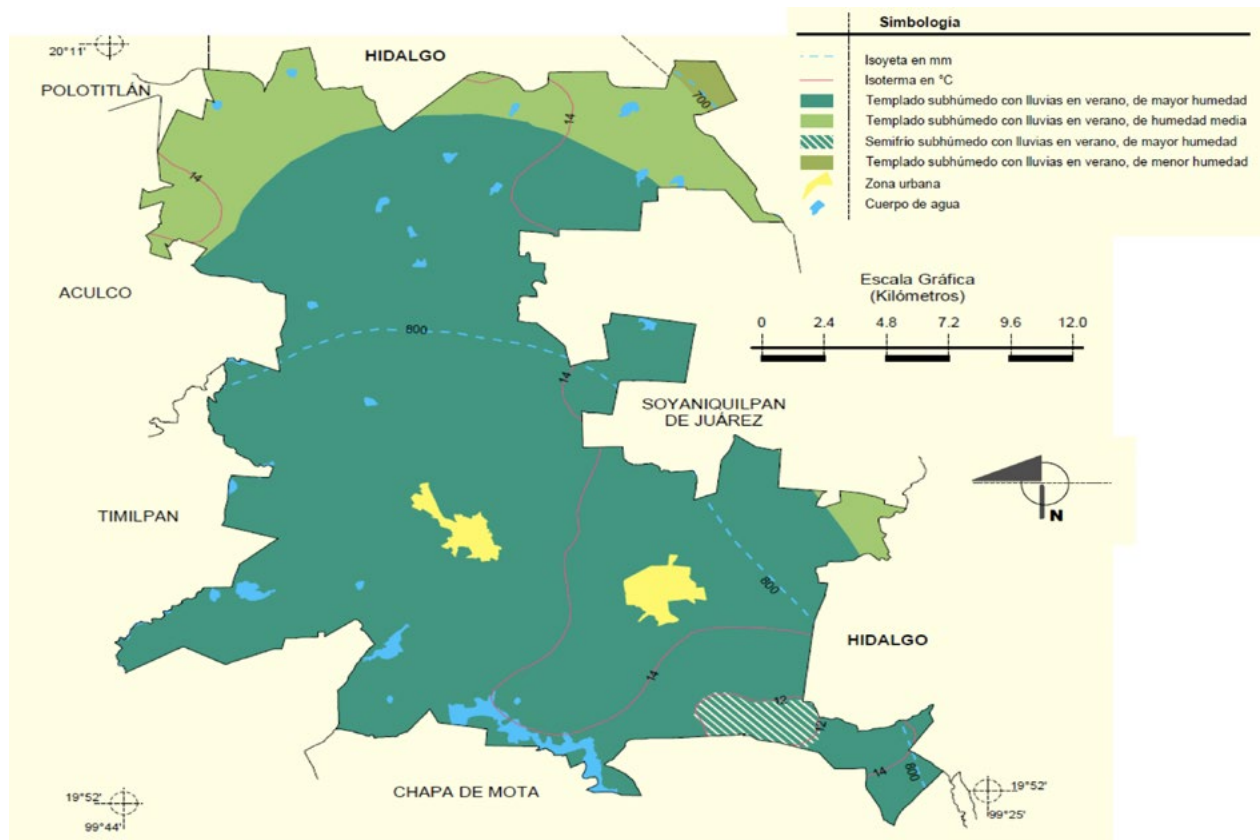 Simbología
Isoyeta en mm
Isoterma en °C
Templado subhúmedo con lluvias en verano, de mayor humedad
Templado subhúmedo con lluvias en verano, de humedad media
Semifrío subhúmedo con lluvias en verano, de mayor humedad
Templado subhúmedo con lluvias en verano, de menor humedad
Zona urbana
Cuerpo de agua
20°11'
HIDALGO
POLOTITLÁN
700
14
14
ACULCO
Escala Gráfica
(Kilómetros)
0 2.4 4.8 7.2 9.6 12.0
800
14
SOYANIQUILPAN
DE JUÁREZ
N
TIMILPAN
800
HIDALGO
14
12
12
14
800
CHAPA DE MOTA
19°52'
99°44'
19°52'
99°25'